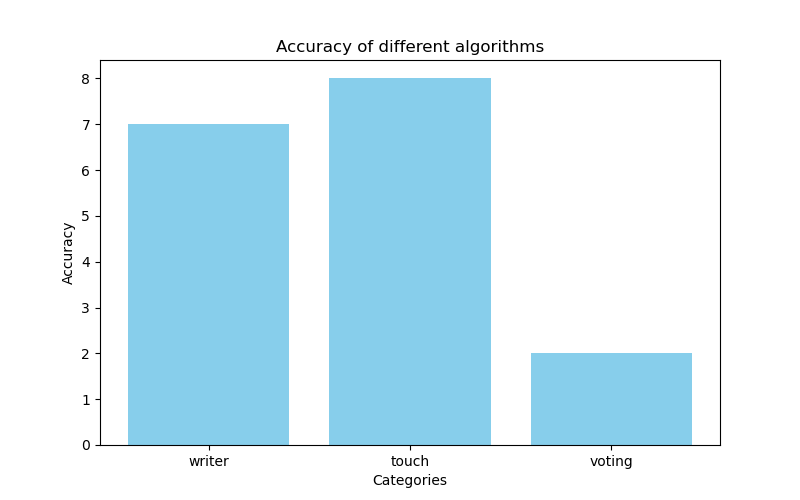 Accuracy of different algorithms
8
7
6
5
4
3
2
1
0
Accuracy
writer touch voting
Categories